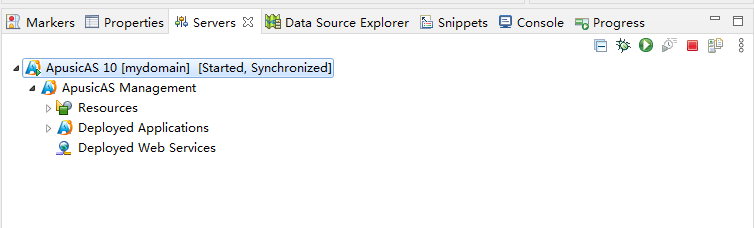 Markers Properties Servers Data Source Explorer Snippets Console Progress
ApusicAS 10 [mydomain] [Started, Synchronized]
ApusicAS Management
Resources
Deployed Applications
Deployed Web Services